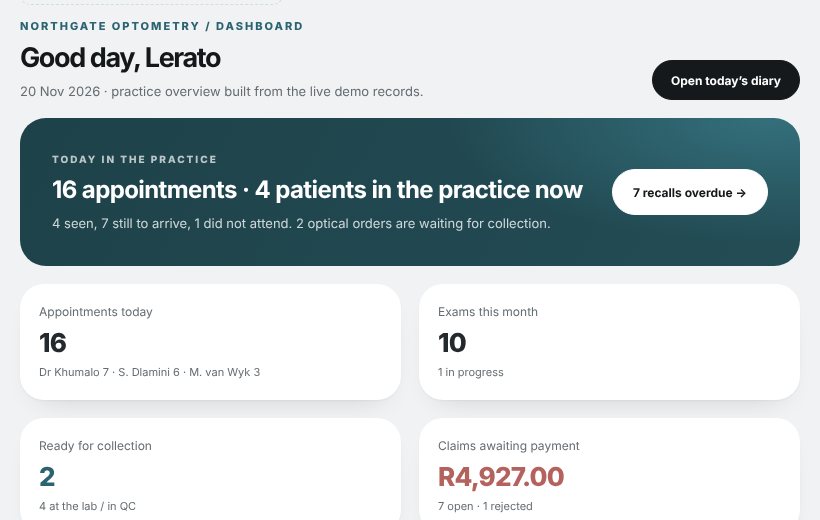 NORTHGATE OPTOMETRY / DASHBOARD
Good day, Lerato
20 Nov 2026 · practice overview built from the live demo records.
Open today’s diary
TODAY IN THE PRACTICE
16 appointments · 4 patients in the practice now
4 seen, 7 still to arrive, 1 did not attend. 2 optical orders are waiting for collection.
7 recalls overdue →
Appointments today
16
Dr Khumalo 7 · S. Dlamini 6 · M. van Wyk 3
Exams this month
10
1 in progress
Ready for collection
2
4 at the lab / in QC
Claims awaiting payment
R4,927.00
7 open · 1 rejected